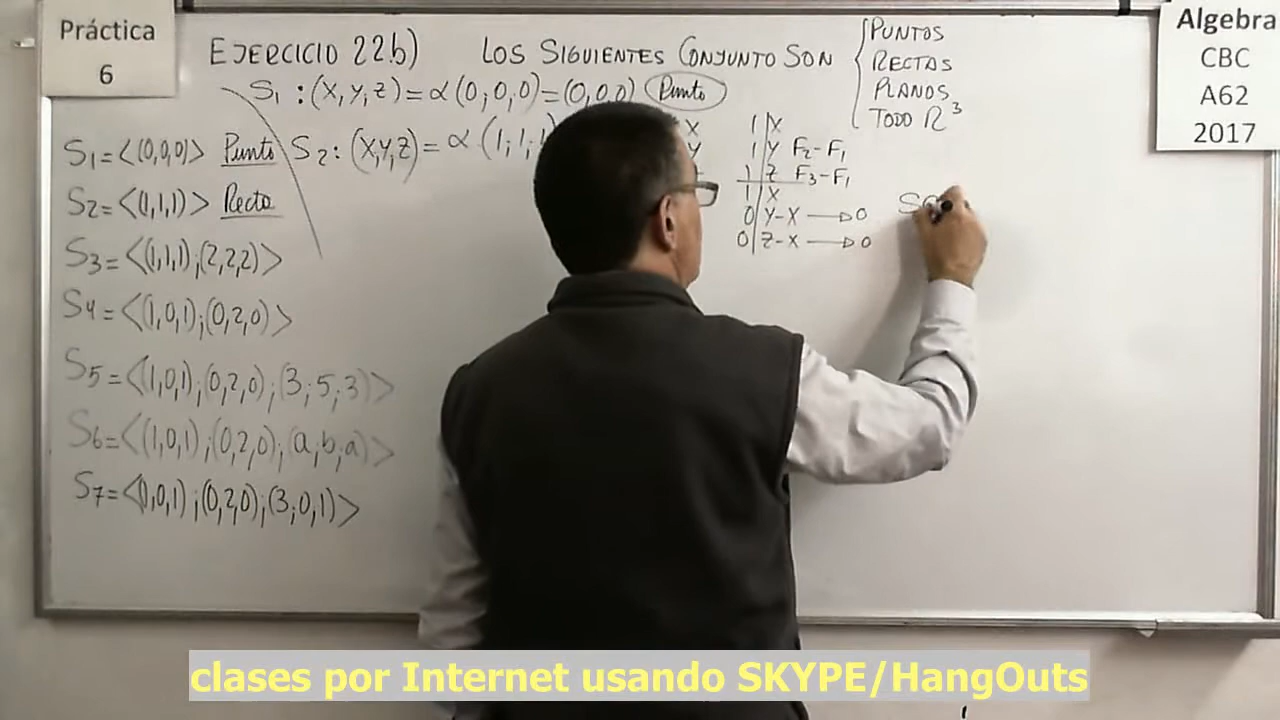 Práctica
6
EJERCICIO 22b) LOS SIGUIENTES CONJUNTO SON
PUNTOS
RECTAS
PLANOS
TODO R³
Algebra
CBC
A62
2017
S1 : (X, Y, Z) = α (0, 0, 0) = (0,0,0) Punto
S1 = <(0,0,0)> Punto
S2 = <(1,1,1)> Recta
S3 = <(1,1,1);(2,2,2)>
S4 = <(1,0,1);(0,2,0)>
S5 = <(1,0,1);(0,2,0);(3;5;3)>
S6 = <(1,0,1);(0,2,0);(a,b,a)>
S7 = <(1,0,1);(0,2,0);(3;0,1)>
S2 : (X,Y,Z) = α (1;1;1
X
Y
1 | X
1 | Y F2-F1
1 | Z F3-F1
1 | X
0 | Y-X → 0
0 | Z-X → 0
clases por Internet usando SKYPE/HangOuts